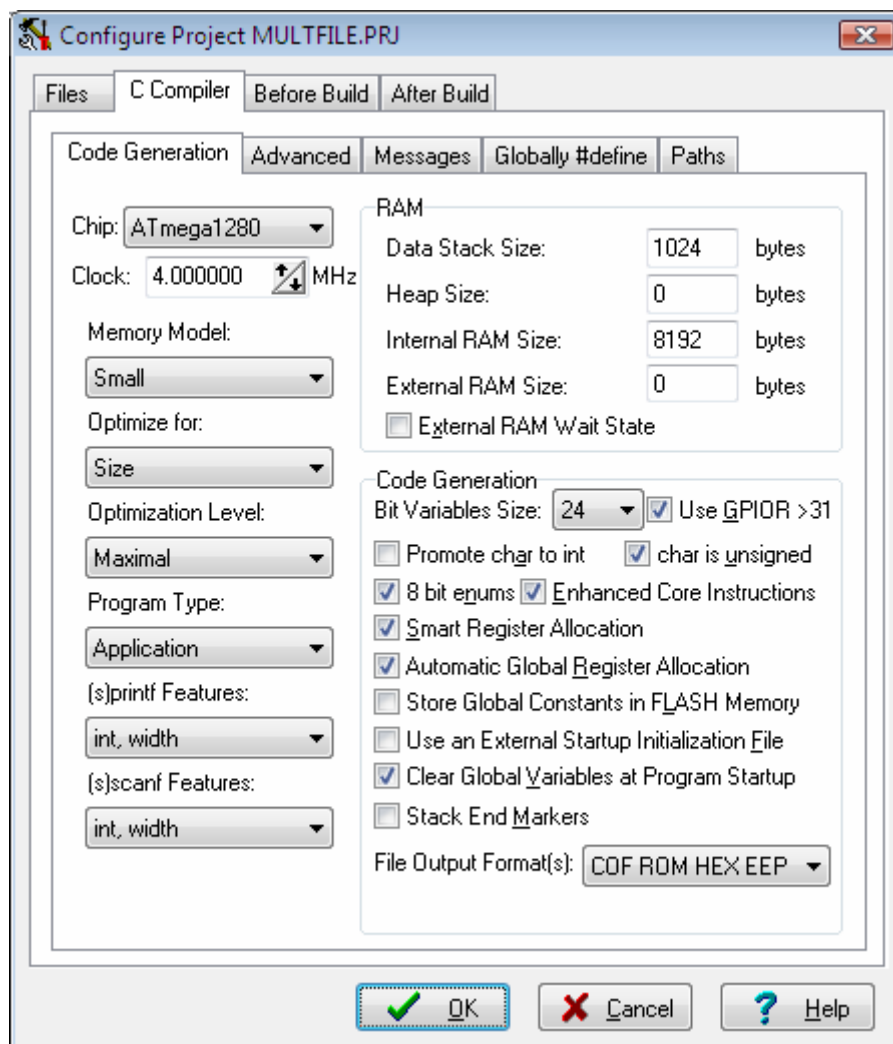 Configure Project MULTFILE.PRJ
Files C Compiler Before Build After Build
Code Generation Advanced Messages Globally #define Paths
Chip: ATmega1280
Clock: 4.000000 MHz
Memory Model:
Small
Optimize for:
Size
Optimization Level:
Maximal
Program Type:
Application
(s)printf Features:
int, width
(s)scanf Features:
int, width
RAM
Data Stack Size: 1024 bytes
Heap Size: 0 bytes
Internal RAM Size: 8192 bytes
External RAM Size: 0 bytes
External RAM Wait State
Code Generation
Bit Variables Size: 24 Use GPIOR >31
Promote char to int char is unsigned
8 bit enums Enhanced Core Instructions
Smart Register Allocation
Automatic Global Register Allocation
Store Global Constants in FLASH Memory
Use an External Startup Initialization File
Clear Global Variables at Program Startup
Stack End Markers
File Output Format(s): COF ROM HEX EEP
OK Cancel Help